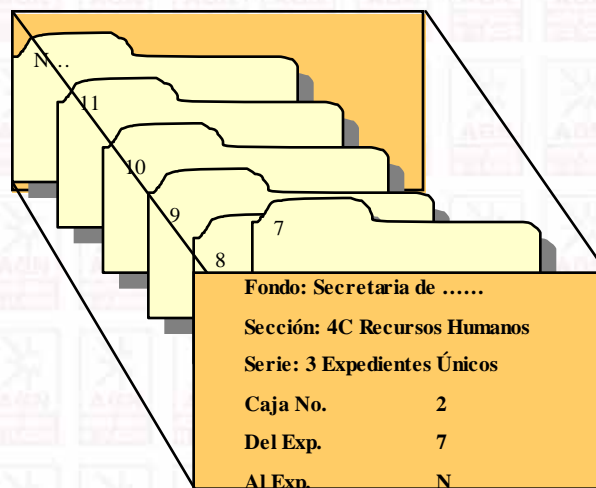 N…
11
10
9
7
8
Fondo: Secretaria de ……
Sección: 4C Recursos Humanos
Serie: 3 Expedientes Únicos
Caja No. 2
Del Exp. 7
Al Exp. N